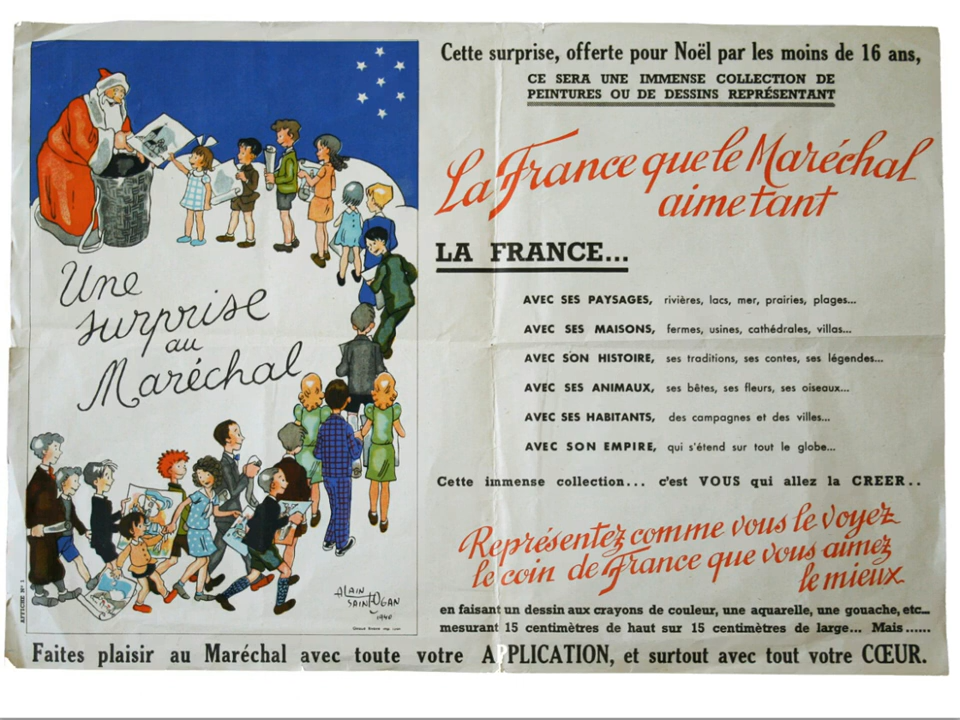 Cette surprise, offerte pour Noël par les moins de 16 ans,
CE SERA UNE IMMENSE COLLECTION DE
PEINTURES OU DE DESSINS REPRÉSENTANT
La France que le Maréchal
aime tant
LA FRANCE...
AVEC SES PAYSAGES, rivières, lacs, mer, prairies, plages...
AVEC SES MAISONS, fermes, usines, cathédrales, villas...
AVEC SON HISTOIRE, ses traditions, ses contes, ses légendes...
AVEC SES ANIMAUX, ses bêtes, ses fleurs, ses oiseaux...
AVEC SES HABITANTS, des campagnes et des villes...
AVEC SON EMPIRE, qui s'étend sur tout le globe...
Cette immense collection... c'est VOUS qui allez la CREER..
Représentez comme vous le voyez
le coin de France que vous aimez
le mieux
en faisant un dessin aux crayons de couleur, une aquarelle, une gouache, etc...
mesurant 15 centimètres de haut sur 15 centimètres de large... Mais......
Une
surprise
au
Maréchal
ALAIN
SAINT-OGAN
1940
AFFICHE N° 1
Faites plaisir au Maréchal avec toute votre APPLICATION, et surtout avec tout votre CŒUR.